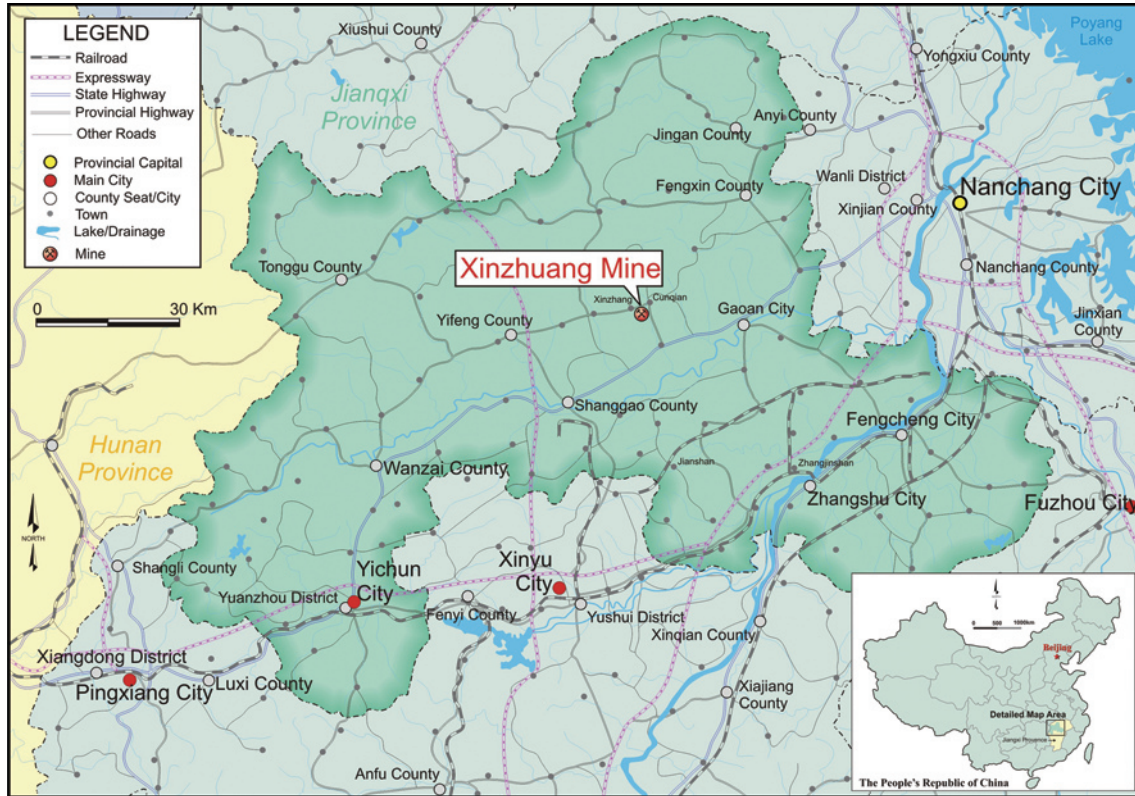 LEGEND
Railroad
Expressway
State Highway
Provincial Highway
Other Roads
Provincial Capital
Main City
County Seat/City
Town
Lake/Drainage
Mine
0 30 Km
Xiushui County
Jianqxi
Province
Poyang
Lake
Yongxiu County
Anyi County
Jingan County
Wanli District
Fengxin County
Nanchang City
Xinjian County
Xinzhuang Mine
Tonggu County
Nanchang County
Xinzhang
Cunqian
Gaoan City
Yifeng County
Jinxian
County
Shanggao County
Fengcheng City
Hunan
Province
Wanzai County
Jianshan
Zhangjinshan
Zhangshu City
Fuzhou City
NORTH
Shangli County
Yichun
City
Xinyu
City
Yuanzhou District
Fenyi County
Yushui District
Xinqian County
Xiangdong District
Pingxiang City
Luxi County
Xiajiang
County
Anfu County
0 500 1000km
Beijing
Detailed Map Area
Jiangxi Province
The People's Republic of China